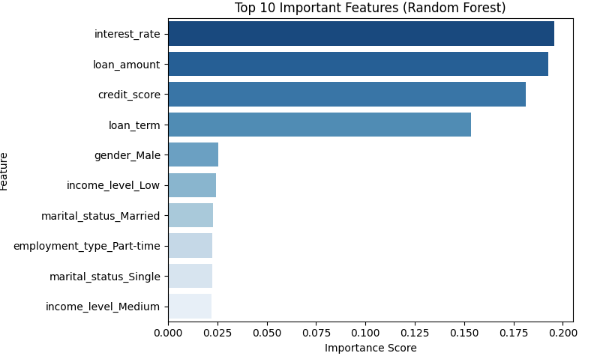 Top 10 Important Features (Random Forest)
interest_rate
loan_amount
credit_score
loan_term
gender_Male
income_level_Low
marital_status_Married
employment_type_Part-time
marital_status_Single
income_level_Medium
Feature
0.000 0.025 0.050 0.075 0.100 0.125 0.150 0.175 0.200
Importance Score